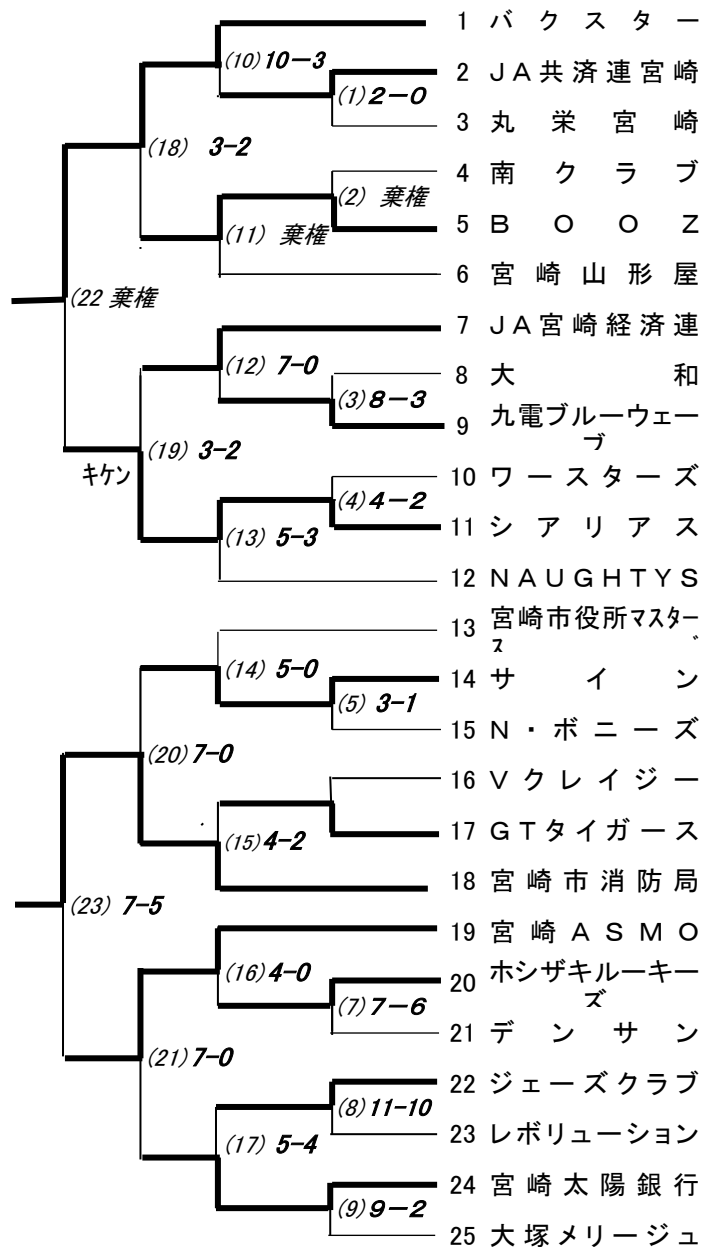 1 バクスター
(10) 10-3
2 JA共済連宮崎
(1) 2-0
3 丸栄宮崎
(18) 3-2
4 南クラブ
(2) 棄権
(11) 棄権
5 BOOZ
6 宮崎山形屋
(22 棄権
7 JA宮崎経済連
(12) 7-0
8 大和
(3) 8-3
9 九電ブルーウェー
ブ
(19) 3-2
キケン
10 ワースターズ
(4) 4-2
11 シアリアス
(13) 5-3
12 NAUGHTYS
13 宮崎市役所マスター
ズ
(14) 5-0
14 サイン
(5) 3-1
15 N・ボニーズ
(20) 7-0
16 Vクレイジー
17 GTタイガース
(15) 4-2
18 宮崎市消防局
(23) 7-5
19 宮崎ASMO
(16) 4-0
20 ホシザキルーキー
ズ
(7) 7-6
21 デンサン
(21) 7-0
22 ジェーズクラブ
(8) 11-10
23 レボリューション
(17) 5-4
24 宮崎太陽銀行
(9) 9-2
25 大塚メリージュ